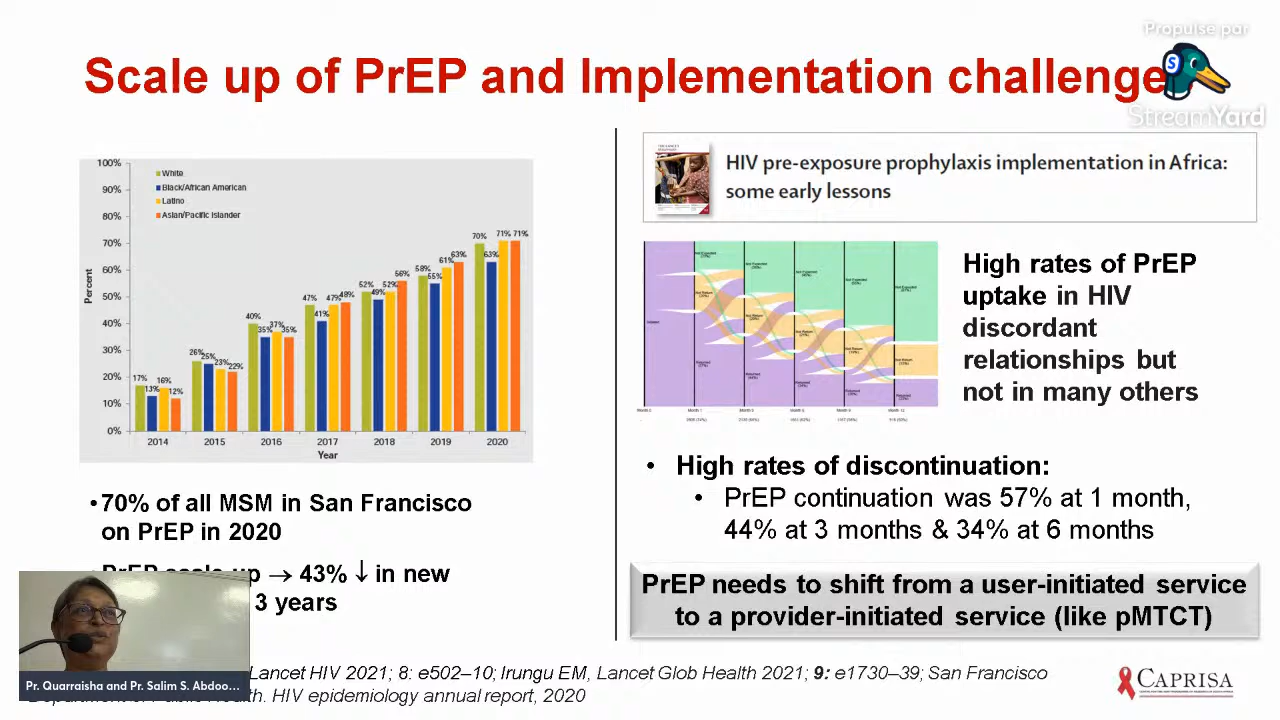 Propulsé par
StreamYard
Scale up of PrEP and Implementation challenge
100%
90%
80%
70%
60%
50%
40%
30%
20%
10%
0%
Percent
White
Black/African American
Latino
Asian/Pacific Islander
17% 13% 16% 12%
26% 25% 23% 22%
40% 35% 37% 35%
47% 41% 47% 48%
52% 49% 52% 56%
58% 55% 61% 63%
70% 63% 71% 71%
2014 2015 2016 2017 2018 2019 2020
Year
•70% of all MSM in San Francisco
on PrEP in 2020
→ 43% ↓ in new
3 years
HIV pre-exposure prophylaxis implementation in Africa:
some early lessons
High rates of PrEP
uptake in HIV
discordant
relationships but
not in many others
• High rates of discontinuation:
• PrEP continuation was 57% at 1 month,
44% at 3 months & 34% at 6 months
PrEP needs to shift from a user-initiated service
to a provider-initiated service (like pMTCT)
Lancet HIV 2021; 8: e502–10; Irungu EM, Lancet Glob Health 2021; 9: e1730–39; San Francisco
HIV epidemiology annual report, 2020
Pr. Quarraisha and Pr. Salim S. Abdoo...
CAPRISA